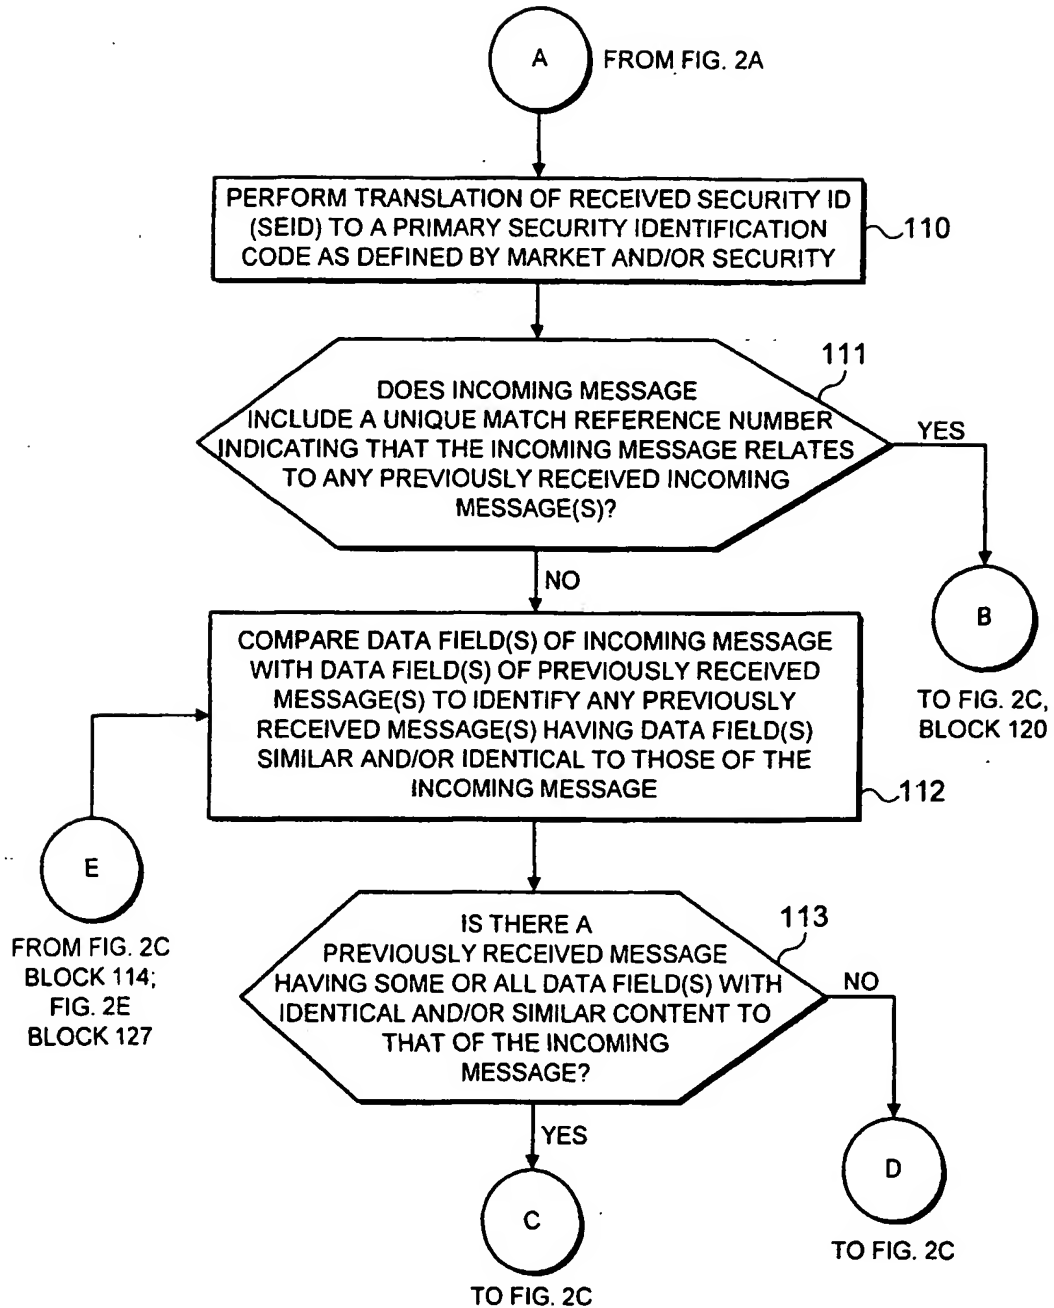 A
FROM FIG. 2A
PERFORM TRANSLATION OF RECEIVED SECURITY ID
(SEID) TO A PRIMARY SECURITY IDENTIFICATION
CODE AS DEFINED BY MARKET AND/OR SECURITY
110
111
DOES INCOMING MESSAGE
INCLUDE A UNIQUE MATCH REFERENCE NUMBER
INDICATING THAT THE INCOMING MESSAGE RELATES
TO ANY PREVIOUSLY RECEIVED INCOMING
MESSAGE(S)?
YES
NO
B
TO FIG. 2C,
BLOCK 120
COMPARE DATA FIELD(S) OF INCOMING MESSAGE
WITH DATA FIELD(S) OF PREVIOUSLY RECEIVED
MESSAGE(S) TO IDENTIFY ANY PREVIOUSLY
RECEIVED MESSAGE(S) HAVING DATA FIELD(S)
SIMILAR AND/OR IDENTICAL TO THOSE OF THE
INCOMING MESSAGE
112
E
FROM FIG. 2C
BLOCK 114;
FIG. 2E
BLOCK 127
113
IS THERE A
PREVIOUSLY RECEIVED MESSAGE
HAVING SOME OR ALL DATA FIELD(S) WITH
IDENTICAL AND/OR SIMILAR CONTENT TO
THAT OF THE INCOMING
MESSAGE?
NO
YES
D
TO FIG. 2C
C
TO FIG. 2C